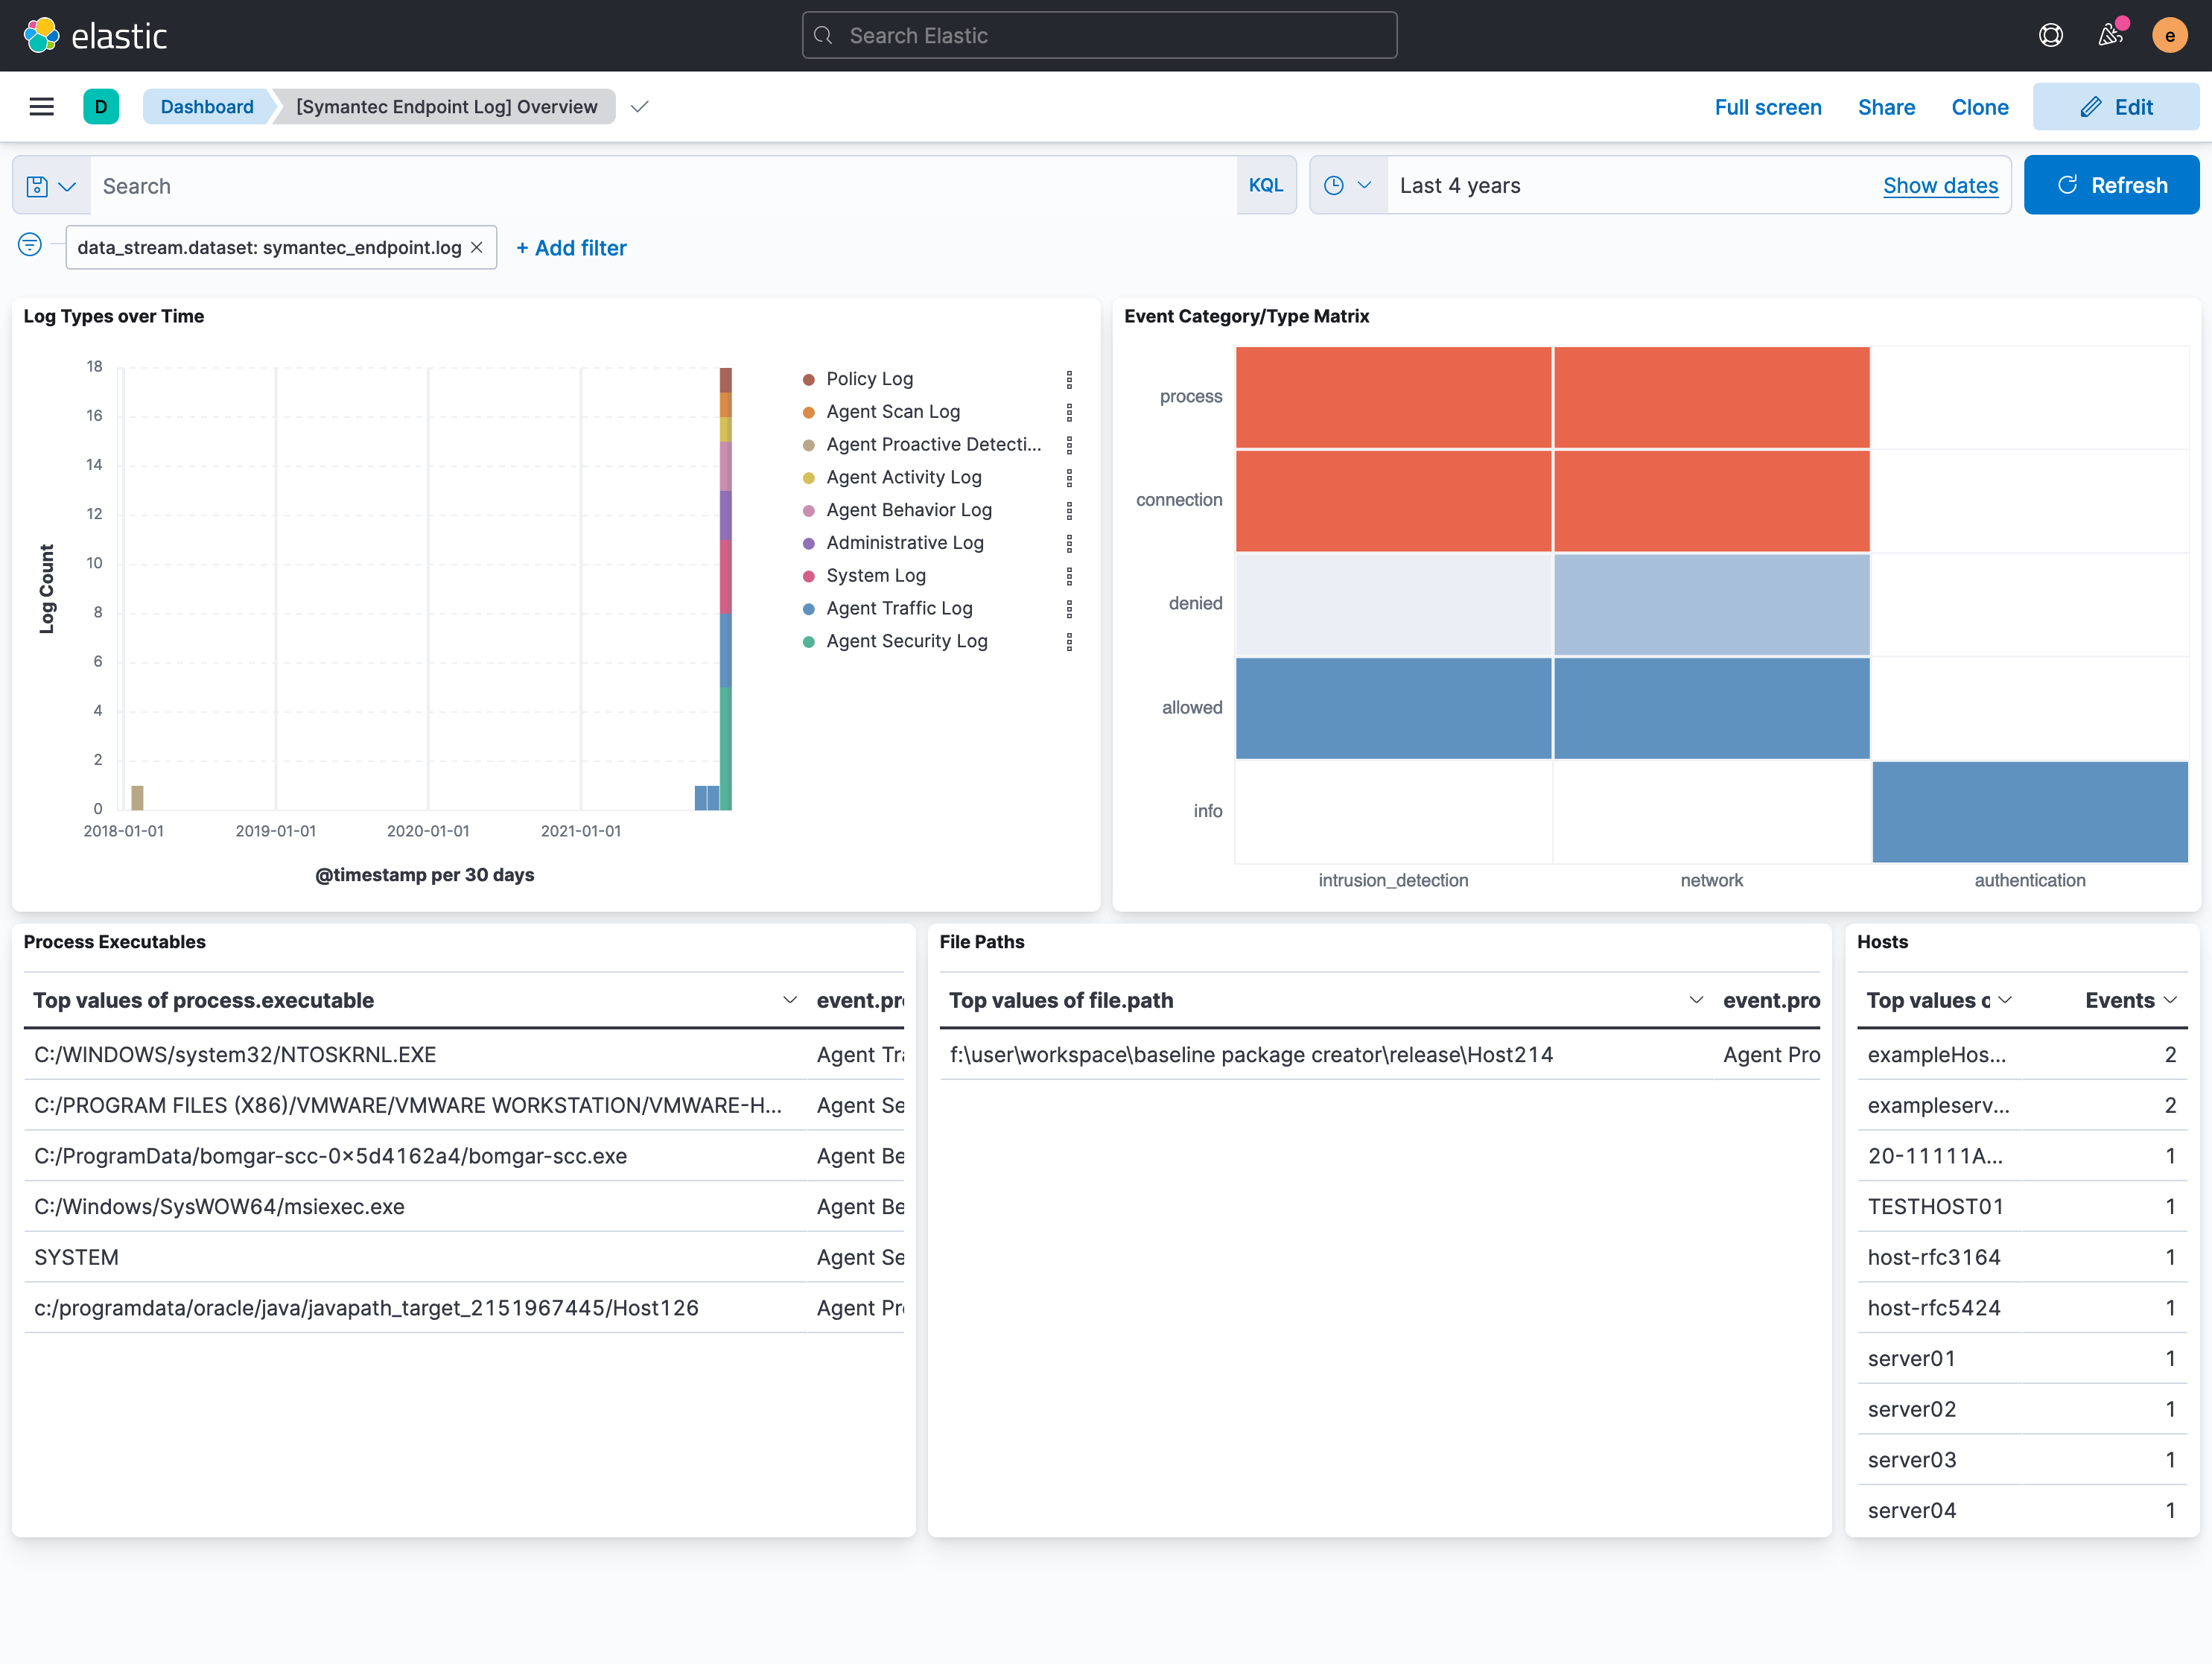 elastic
Search Elastic
e
D
Dashboard
[Symantec Endpoint Log] Overview
Full screen
Share
Clone
Edit
Search
KQL
Last 4 years
Show dates
Refresh
data_stream.dataset: symantec_endpoint.log
+ Add filter
Log Types over Time
18
16
14
12
10
8
6
4
2
0
Log Count
2018-01-01
2019-01-01
2020-01-01
2021-01-01
@timestamp per 30 days
Policy Log
Agent Scan Log
Agent Proactive Detecti...
Agent Activity Log
Agent Behavior Log
Administrative Log
System Log
Agent Traffic Log
Agent Security Log
Event Category/Type Matrix
process
connection
denied
allowed
info
intrusion_detection
network
authentication
Process Executables
Top values of process.executable event.pr
C:/WINDOWS/system32/NTOSKRNL.EXE Agent Tr
C:/PROGRAM FILES (X86)/VMWARE/VMWARE WORKSTATION/VMWARE-H... Agent Se
C:/ProgramData/bomgar-scc-0x5d4162a4/bomgar-scc.exe Agent Be
C:/Windows/SysWOW64/msiexec.exe Agent Be
SYSTEM Agent Se
c:/programdata/oracle/java/javapath_target_2151967445/Host126 Agent Pr
File Paths
Top values of file.path event.pro
f:\user\workspace\baseline package creator\release\Host214 Agent Pro
Hosts
Top values Events
exampleHos... 2
exampleserv... 2
20-11111A... 1
TESTHOST01 1
host-rfc3164 1
host-rfc5424 1
server01 1
server02 1
server03 1
server04 1